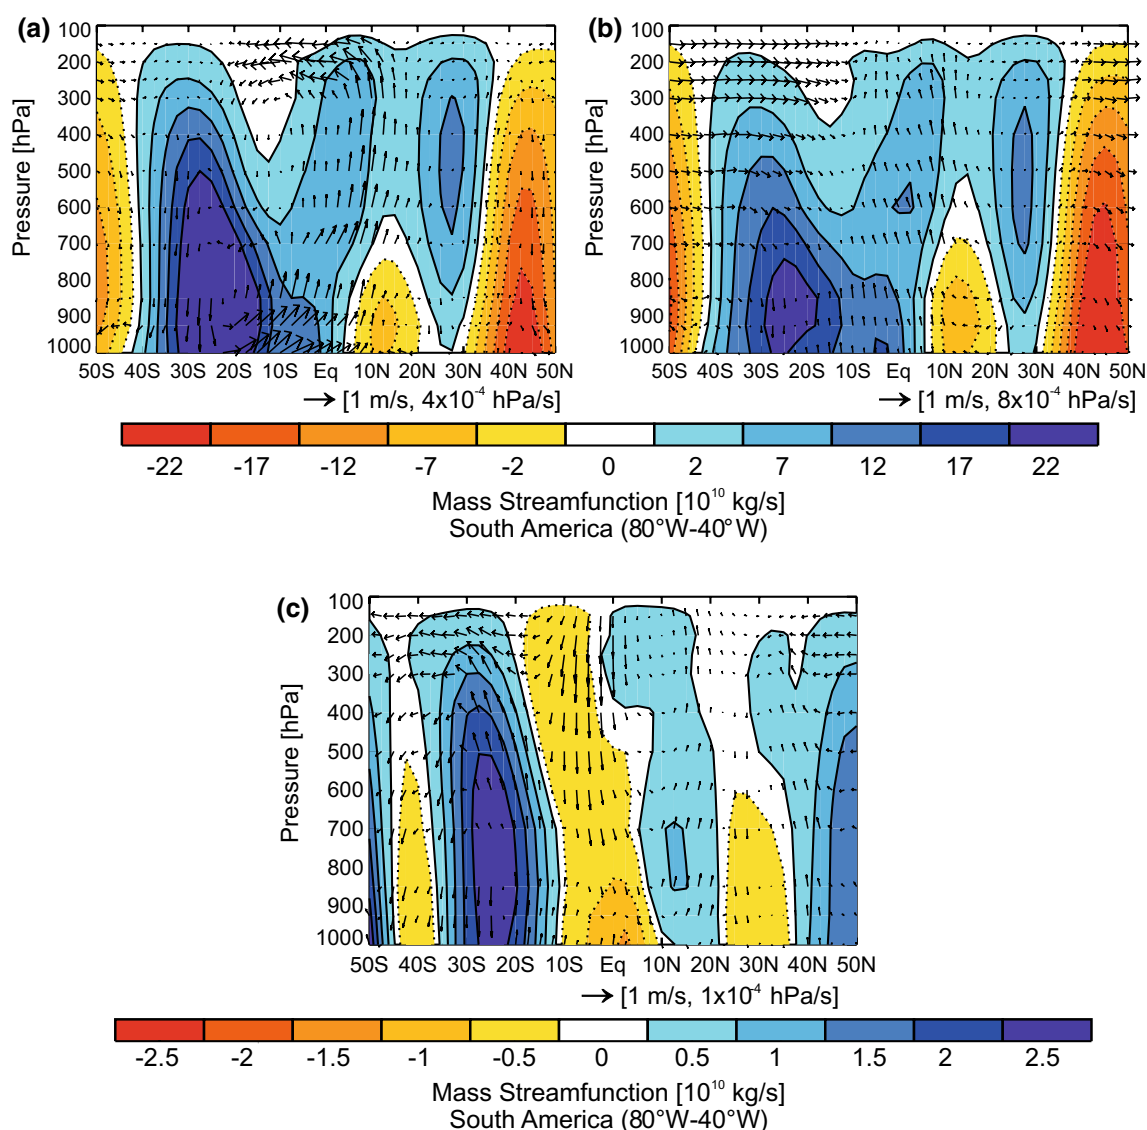 (a)
(b)
100
200
300
400
500
600
700
800
900
1000
Pressure [hPa]
50S 40S 30S 20S 10S Eq 10N 20N 30N 40N 50N
[1 m/s, 4x10⁻⁴ hPa/s]
100
200
300
400
500
600
700
800
900
1000
Pressure [hPa]
50S 40S 30S 20S 10S Eq 10N 20N 30N 40N 50N
[1 m/s, 8x10⁻⁴ hPa/s]
-22 -17 -12 -7 -2 0 2 7 12 17 22
Mass Streamfunction [10¹⁰ kg/s]
South America (80°W-40°W)
(c)
100
200
300
400
500
600
700
800
900
1000
Pressure [hPa]
50S 40S 30S 20S 10S Eq 10N 20N 30N 40N 50N
[1 m/s, 1x10⁻⁴ hPa/s]
-2.5 -2 -1.5 -1 -0.5 0 0.5 1 1.5 2 2.5
Mass Streamfunction [10¹⁰ kg/s]
South America (80°W-40°W)